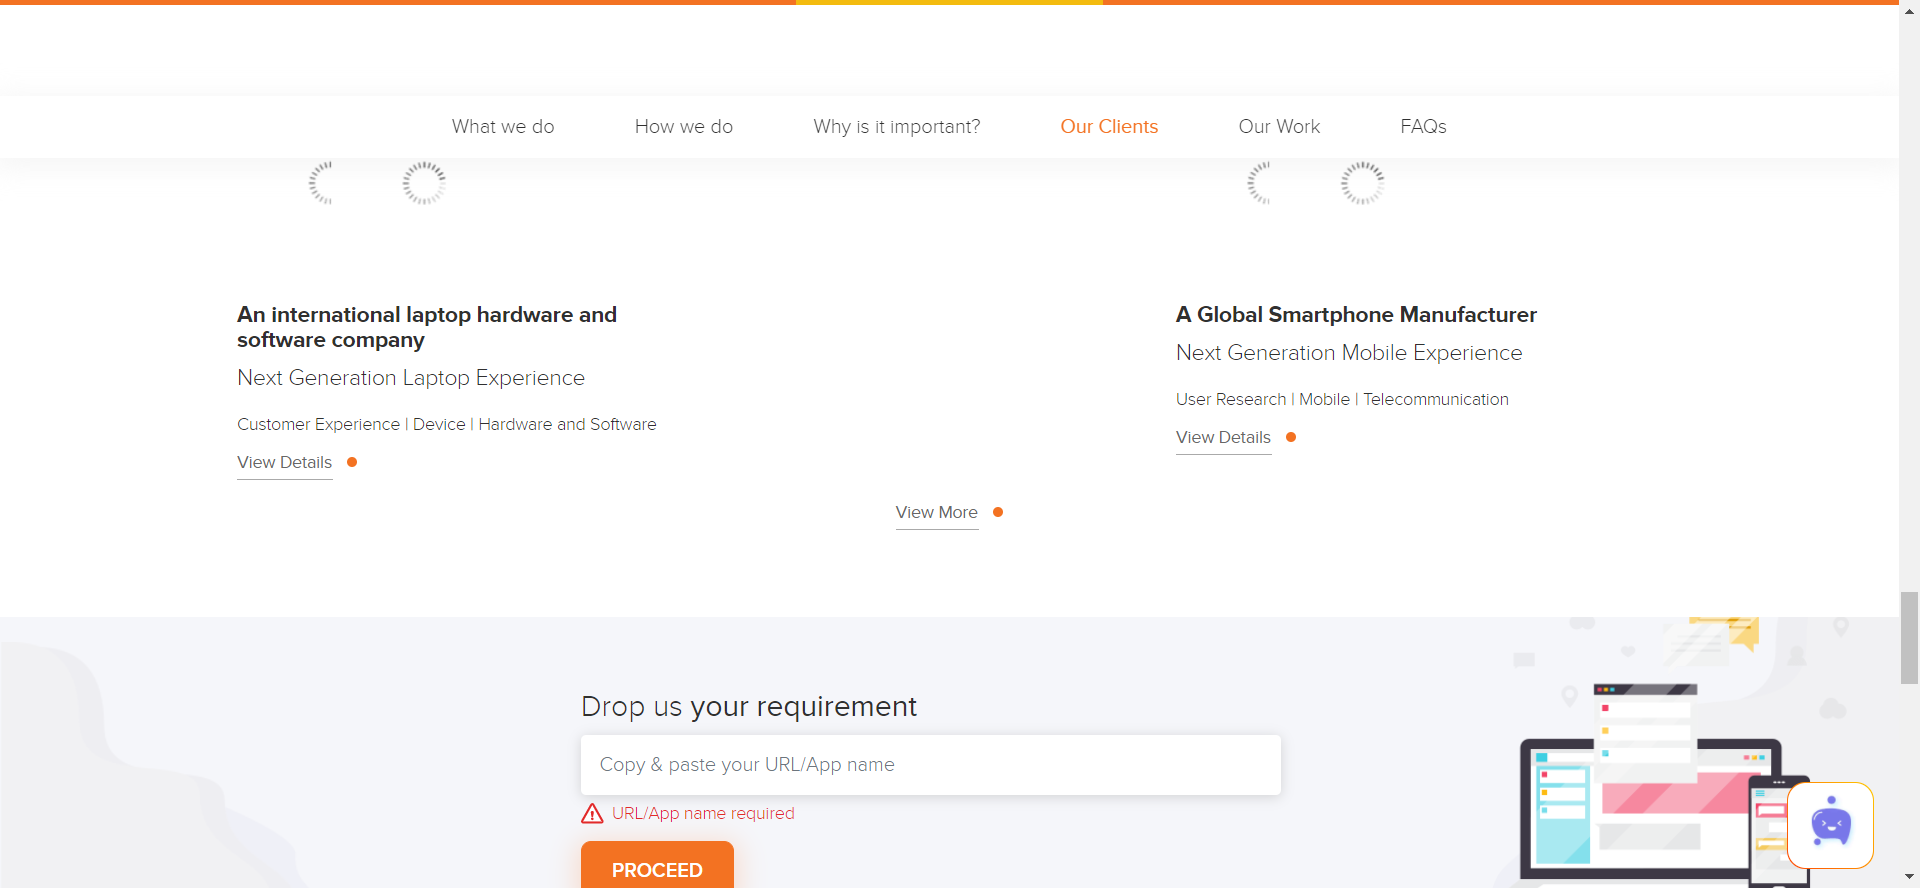 What we do
How we do
Why is it important?
Our Clients
Our Work
FAQs
An international laptop hardware and
software company
Next Generation Laptop Experience
Customer Experience | Device | Hardware and Software
View Details
A Global Smartphone Manufacturer
Next Generation Mobile Experience
User Research | Mobile | Telecommunication
View Details
View More
Drop us your requirement
Copy & paste your URL/App name
URL/App name required
PROCEED